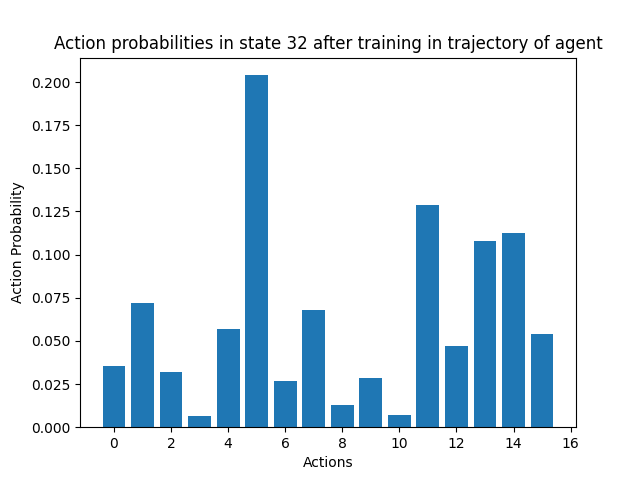 Action probabilities in state 32 after training in trajectory of agent
0.200
0.175
0.150
0.125
0.100
0.075
0.050
0.025
0.000
Action Probability
0 2 4 6 8 10 12 14 16
Actions